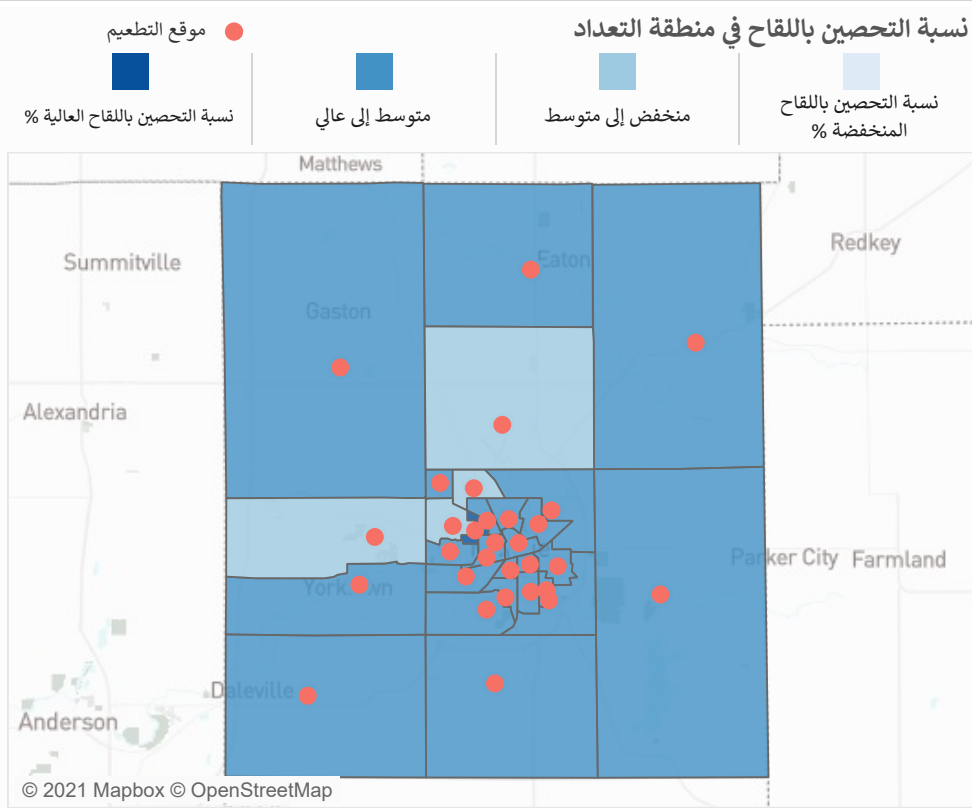 نسبة التحصين باللقاح في منطقة التعداد
موقع التطعيم
نسبة التحصين باللقاح
المنخفضة %
منخفض إلى متوسط
متوسط إلى عالي
نسبة التحصين باللقاح العالية %
Matthews
Summitville
Redkey
Eaton
Gaston
Alexandria
Parker City
Farmland
Yorktown
Daleville
Anderson
© 2021 Mapbox © OpenStreetMap